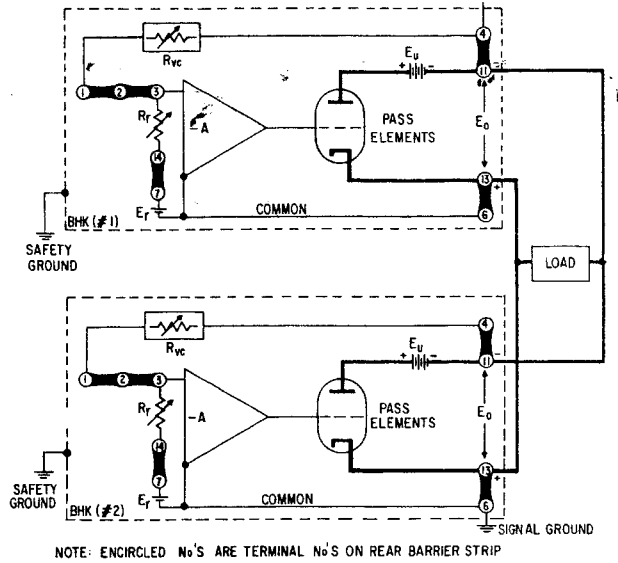 4
RVC
Eu
+ -
11 -
1 2 3
Rr
-A
PASS
ELEMENTS
Eo
14
13
+
7
Er
COMMON
6
BHK (#1)
SAFETY
GROUND
LOAD
4
RVC
Eu
+ -
11 -
1 2 3
Rr
-A
PASS
ELEMENTS
Eo
14
13
+
7
Er
COMMON
6
BHK (#2)
SAFETY
GROUND
SIGNAL GROUND
NOTE: ENCIRCLED No'S ARE TERMINAL No'S ON REAR BARRIER STRIP